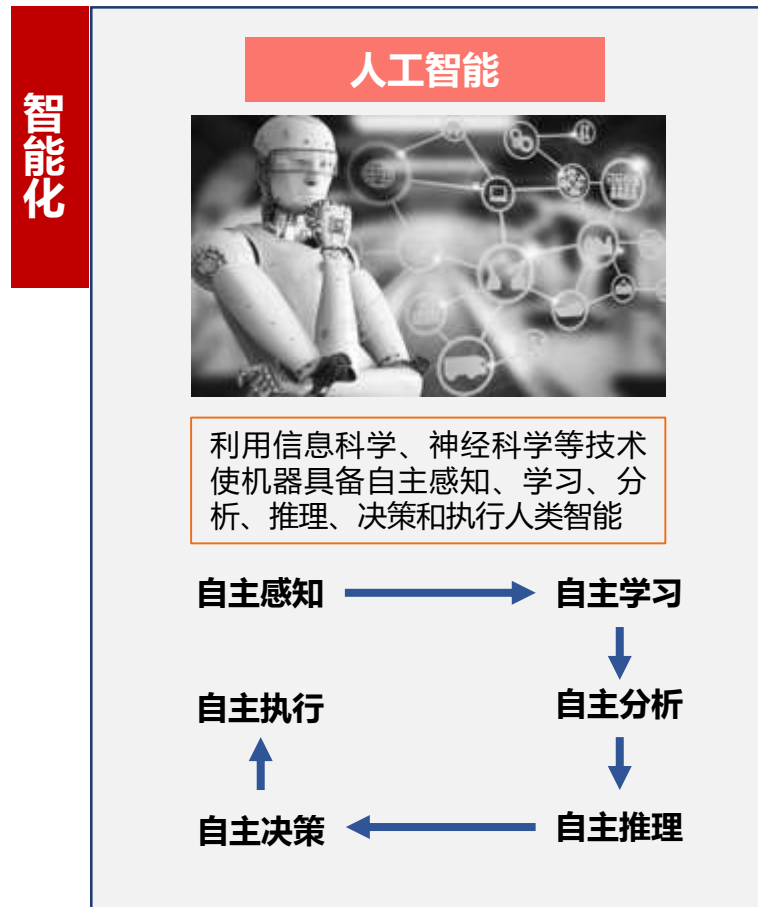 智能化
人工智能
利用信息科学、神经科学等技术
使机器具备自主感知、学习、分
析、推理、决策和执行人类智能
自主感知
自主学习
自主执行
自主分析
自主决策
自主推理